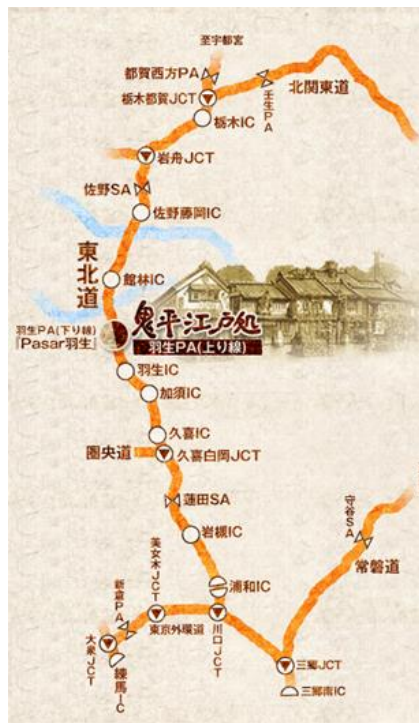 至宇都宮
都賀西方PA
北関東道
栃木都賀JCT
壬生PA
栃木IC
岩舟JCT
佐野SA
佐野藤岡IC
東北道
館林IC
鬼平江戸処
羽生PA(上り線)
羽生PA(下り線)
『Pasar羽生』
羽生IC
加須IC
久喜IC
圏央道
久喜白岡JCT
蓮田SA
守谷SA
岩槻IC
常磐道
美女木JCT
浦和IC
新倉PA
東京外環道
川口JCT
大泉JCT
練馬IC
三郷JCT
三郷南IC